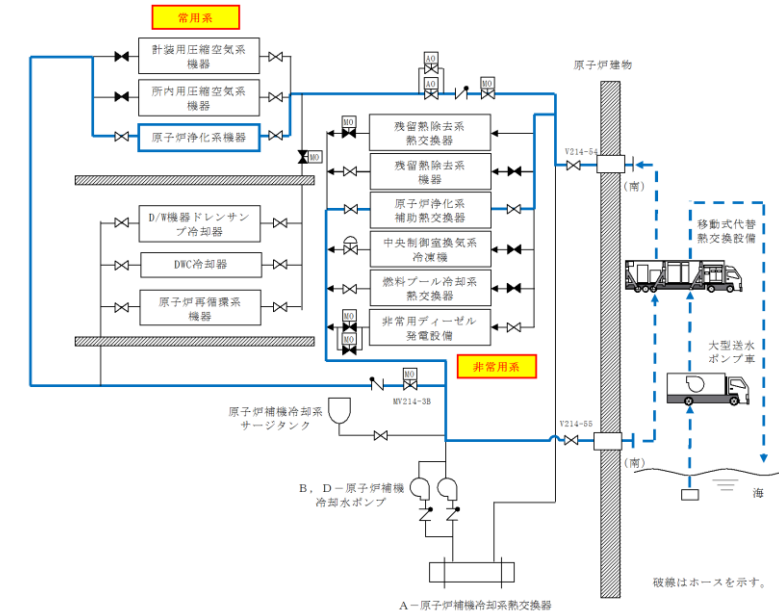 常用系
計装用圧縮空気系
機器
所内用圧縮空気系
機器
原子炉浄化系機器
AO
AO
MO
原子炉建物
MO
残留熱除去系
熱交換器
MO
残留熱除去系
機器
V214-54
(南)
原子炉浄化系
補助熱交換器
D/W機器ドレンサン
プ冷却器
中央制御室換気系
冷凍機
移動式代替
熱交換設備
DWC冷却器
燃料プール冷却系
熱交換器
原子炉再循環系
機器
MO
非常用ディーゼル
発電設備
MO
大型送水
ポンプ車
非常用系
MO
MV214-3B
原子炉補機冷却系
サージタンク
V214-55
(南)
B，D－原子炉補機
冷却水ポンプ
海
破線はホースを示す。
A－原子炉補機冷却系熱交換器